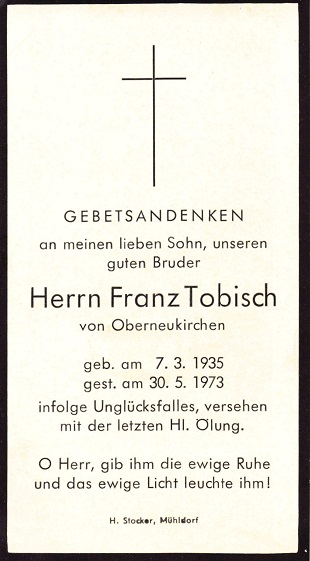 GEBETSANDENKEN
an meinen lieben Sohn, unseren
guten Bruder
Herrn Franz Tobisch
von Oberneukirchen
geb. am 7. 3. 1935
gest. am 30. 5. 1973
infolge Unglücksfalles, versehen
mit der letzten Hl. Ölung.
O Herr, gib ihm die ewige Ruhe
und das ewige Licht leuchte ihm!
H. Stocker, Mühldorf